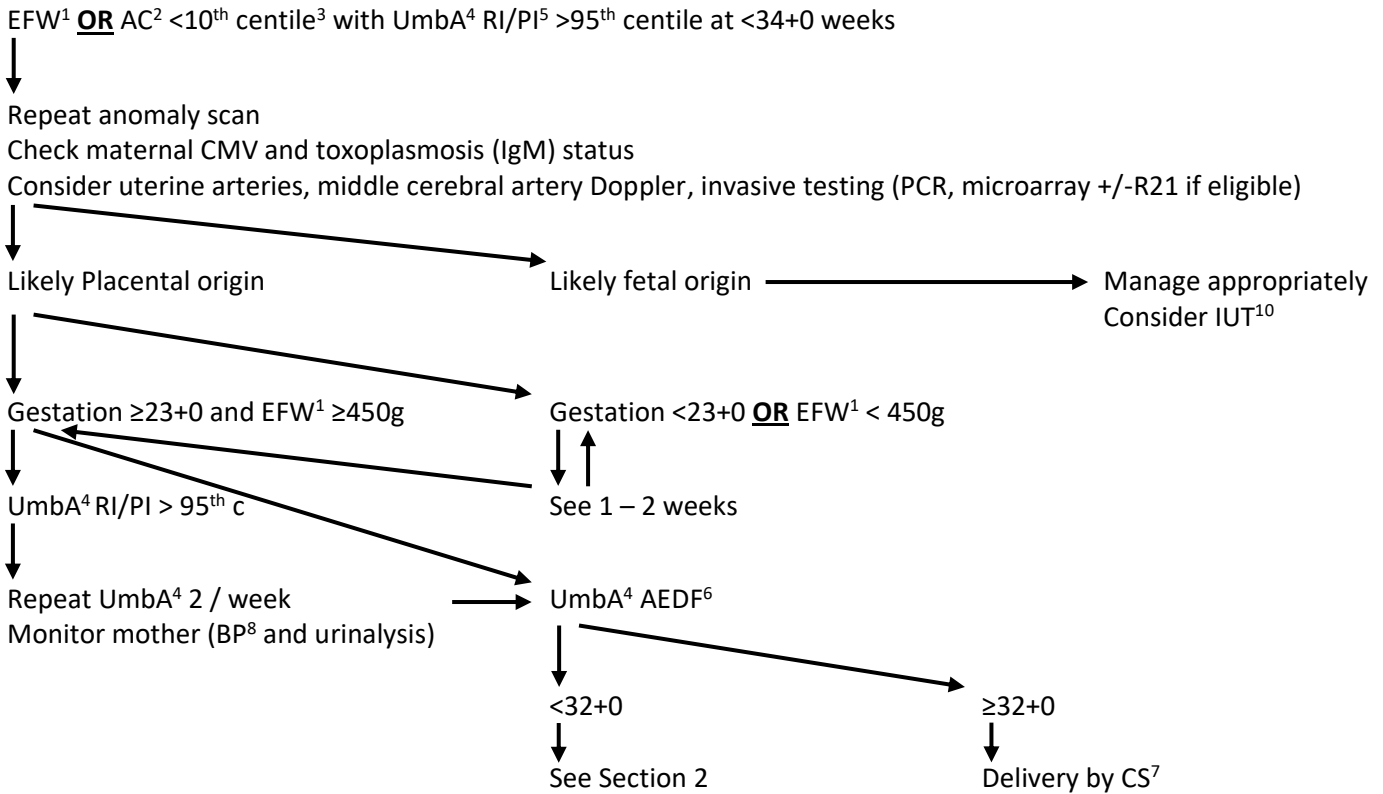 EFW¹ OR AC² <10ᵗʰ centile³ with UmbA⁴ RI/PI⁵ >95ᵗʰ centile at <34+0 weeks
Repeat anomaly scan
Check maternal CMV and toxoplasmosis (IgM) status
Consider uterine arteries, middle cerebral artery Doppler, invasive testing (PCR, microarray +/-R21 if eligible)
Likely Placental origin
Likely fetal origin
Manage appropriately
Consider IUT¹⁰
Gestation ≥23+0 and EFW¹ ≥450g
Gestation <23+0 OR EFW¹ < 450g
UmbA⁴ RI/PI > 95ᵗʰ c
See 1 – 2 weeks
Repeat UmbA⁴ 2 / week
Monitor mother (BP⁸ and urinalysis)
UmbA⁴ AEDF⁶
<32+0
≥32+0
See Section 2
Delivery by CS⁷